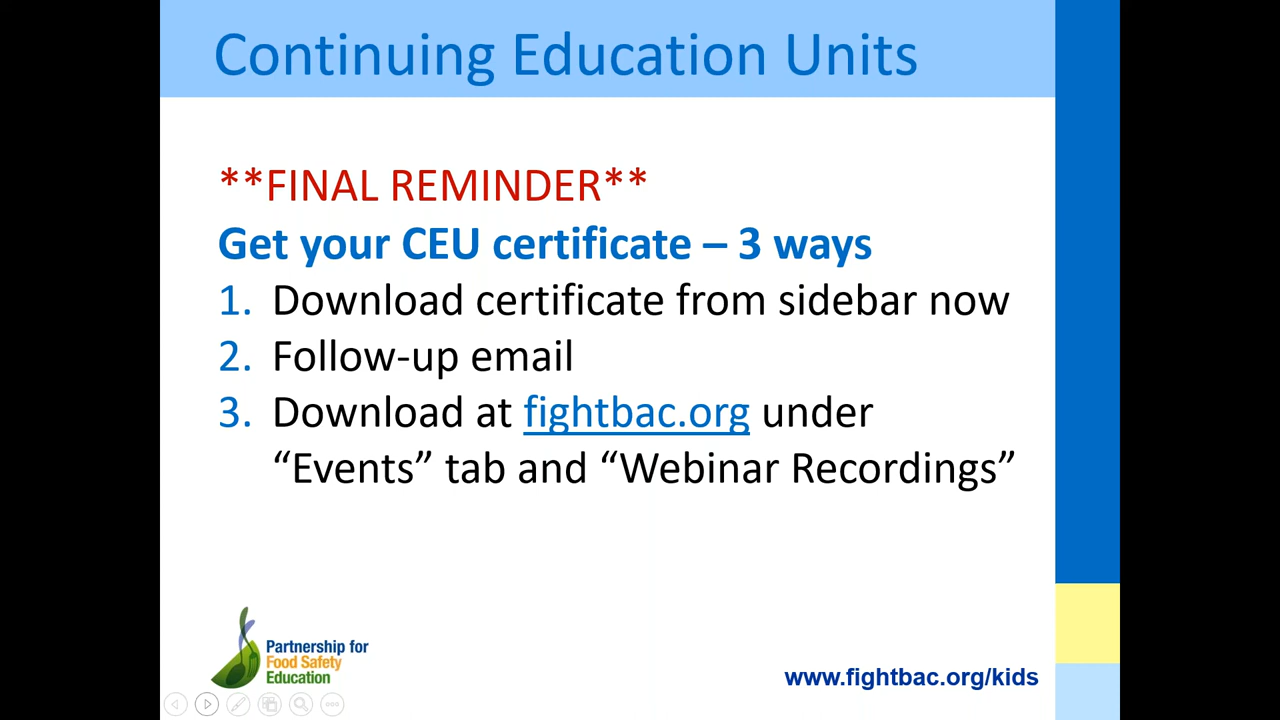 Continuing Education Units
**FINAL REMINDER**
Get your CEU certificate – 3 ways
1. Download certificate from sidebar now
2. Follow-up email
3. Download at fightbac.org under
“Events” tab and “Webinar Recordings”
Partnership for
Food Safety
Education
www.fightbac.org/kids